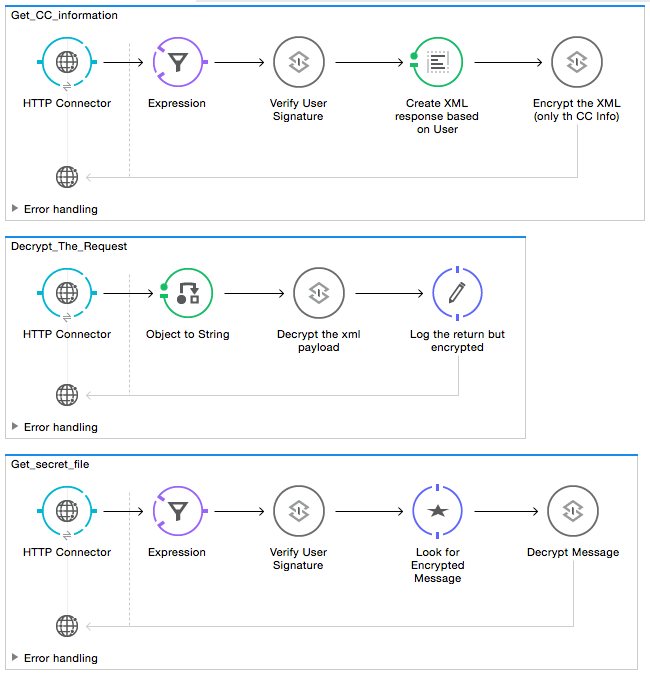 Get_CC_information
HTTP Connector
Expression
Verify User
Signature
Create XML
response based
on User
Encrypt the XML
(only th CC Info)
Error handling
Decrypt_The_Request
HTTP Connector
Object to String
Decrypt the xml
payload
Log the return but
encrypted
Error handling
Get_secret_file
HTTP Connector
Expression
Verify User
Signature
Look for
Encrypted
Message
Decrypt Message
Error handling